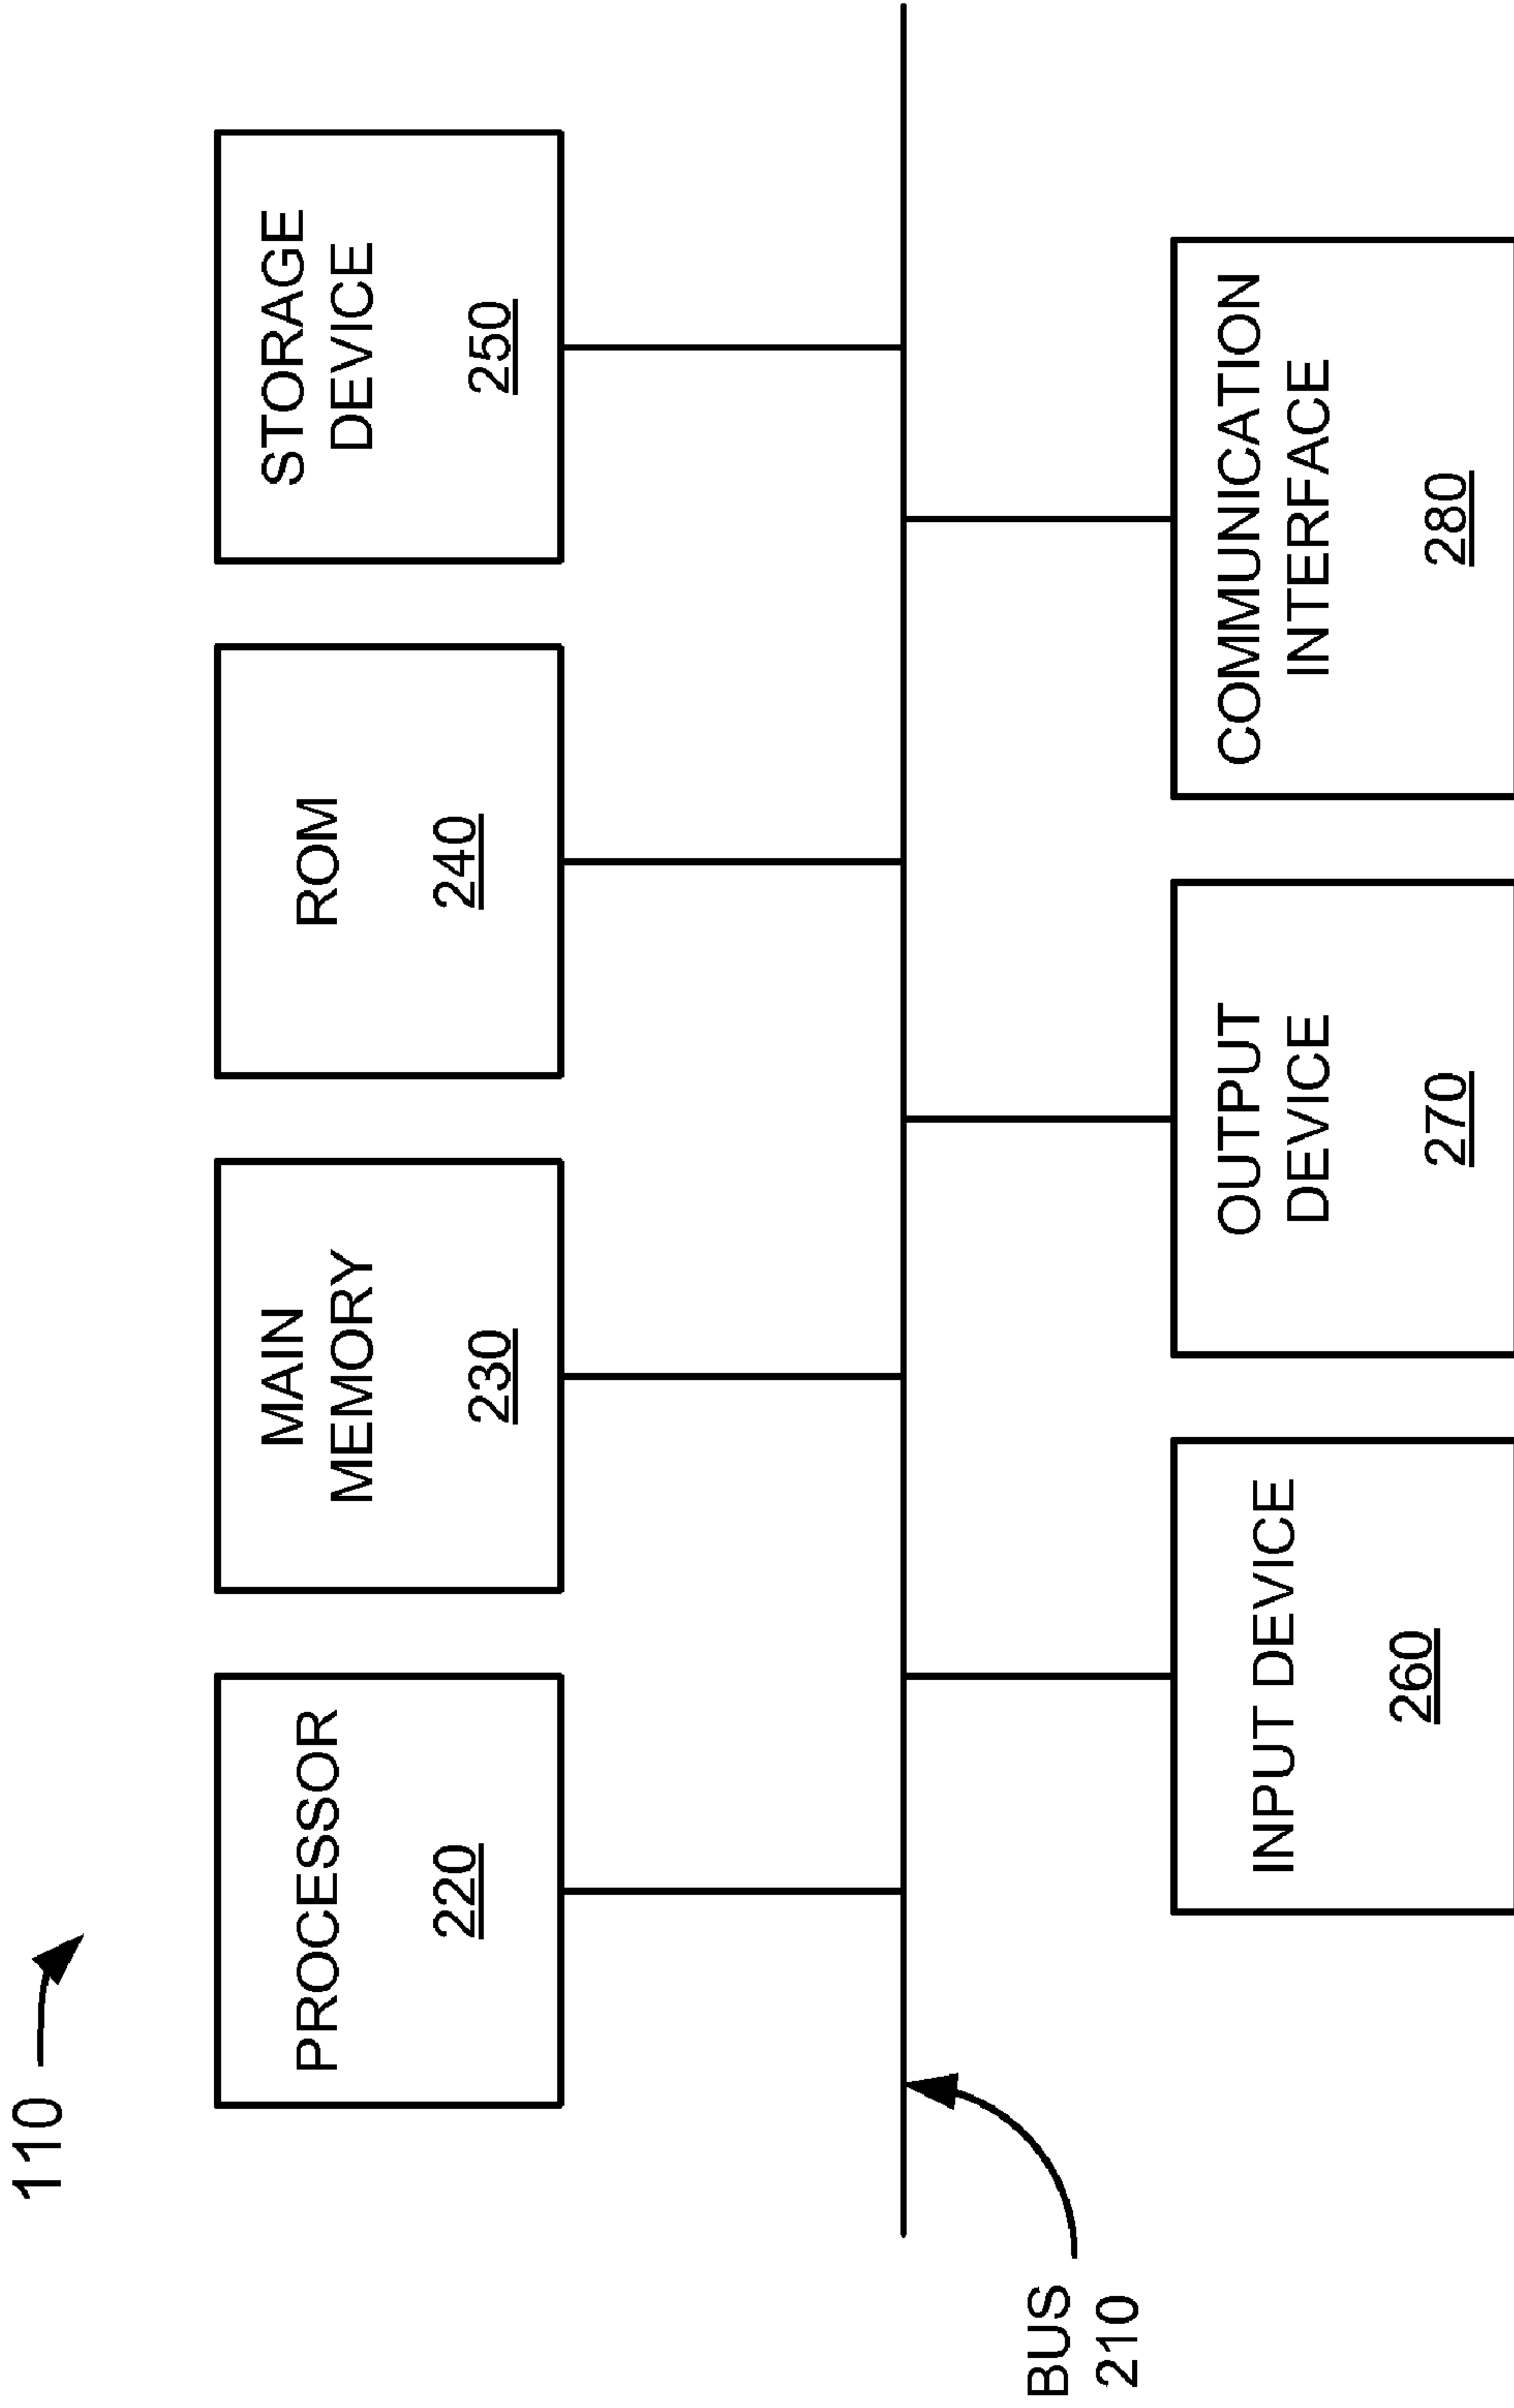 110
PROCESSOR
220
MAIN
MEMORY
230
ROM
240
STORAGE
DEVICE
250
BUS
210
INPUT DEVICE
260
OUTPUT
DEVICE
270
COMMUNICATION
INTERFACE
280